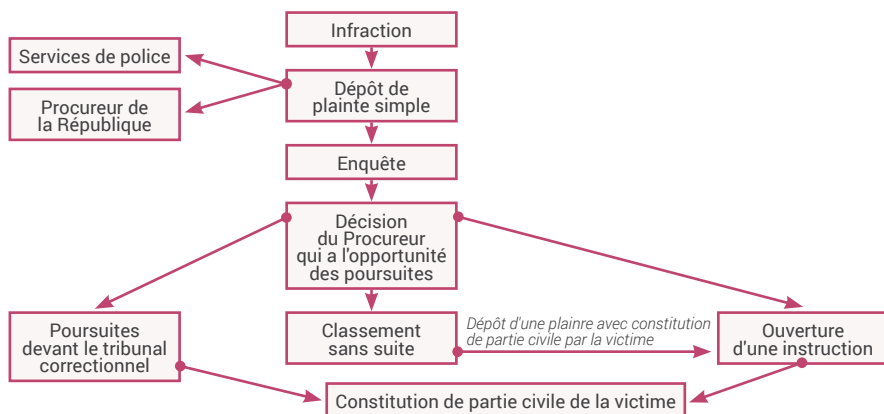 Infraction
Services de police
Dépôt de
plainte simple
Procureur de
la République
Enquête
Décision
du Procureur
qui a l'opportunité
des poursuites
Poursuites
devant le tribunal
correctionnel
Classement
sans suite
Dépôt d'une plainre avec constitution
de partie civile par la victime
Ouverture
d'une instruction
Constitution de partie civile de la victime